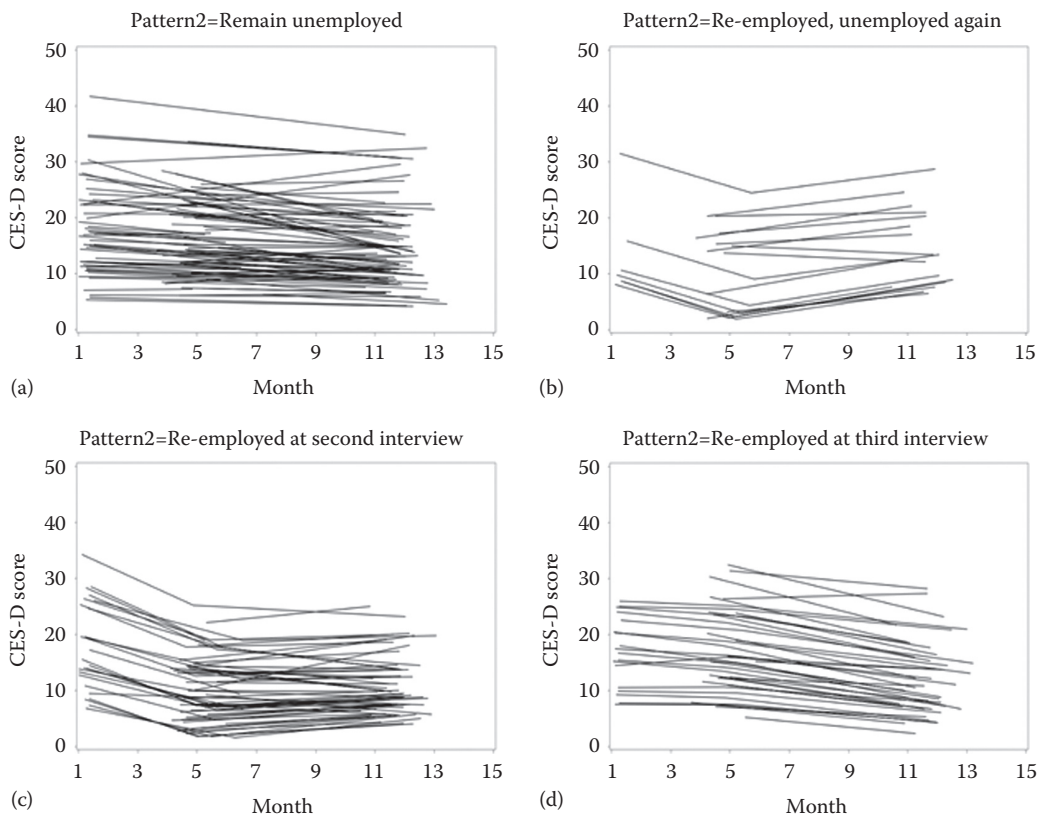 Pattern2=Remain unemployed
50
40
30
20
10
0
CES-D score
1 3 5 7 9 11 13 15
Month
(a)
Pattern2=Re-employed, unemployed again
50
40
30
20
10
0
CES-D score
1 3 5 7 9 11 13 15
Month
(b)
Pattern2=Re-employed at second interview
50
40
30
20
10
0
CES-D score
1 3 5 7 9 11 13 15
Month
(c)
Pattern2=Re-employed at third interview
50
40
30
20
10
0
CES-D score
1 3 5 7 9 11 13 15
Month
(d)